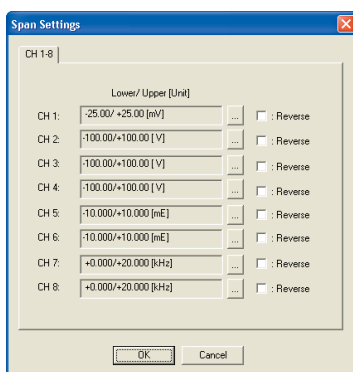 Span Settings
CH 1-8
Lower/ Upper [Unit]
CH 1: -25.00/ +25.00 [mV] ... : Reverse
CH 2: -100.00/+100.00 [ V] ... : Reverse
CH 3: -100.00/+100.00 [ V] ... : Reverse
CH 4: -100.00/+100.00 [ V] ... : Reverse
CH 5: -10.000/+10.000 [mE] ... : Reverse
CH 6: -10.000/+10.000 [mE] ... : Reverse
CH 7: +0.000/+20.000 [kHz] ... : Reverse
CH 8: +0.000/+20.000 [kHz] ... : Reverse
OK Cancel